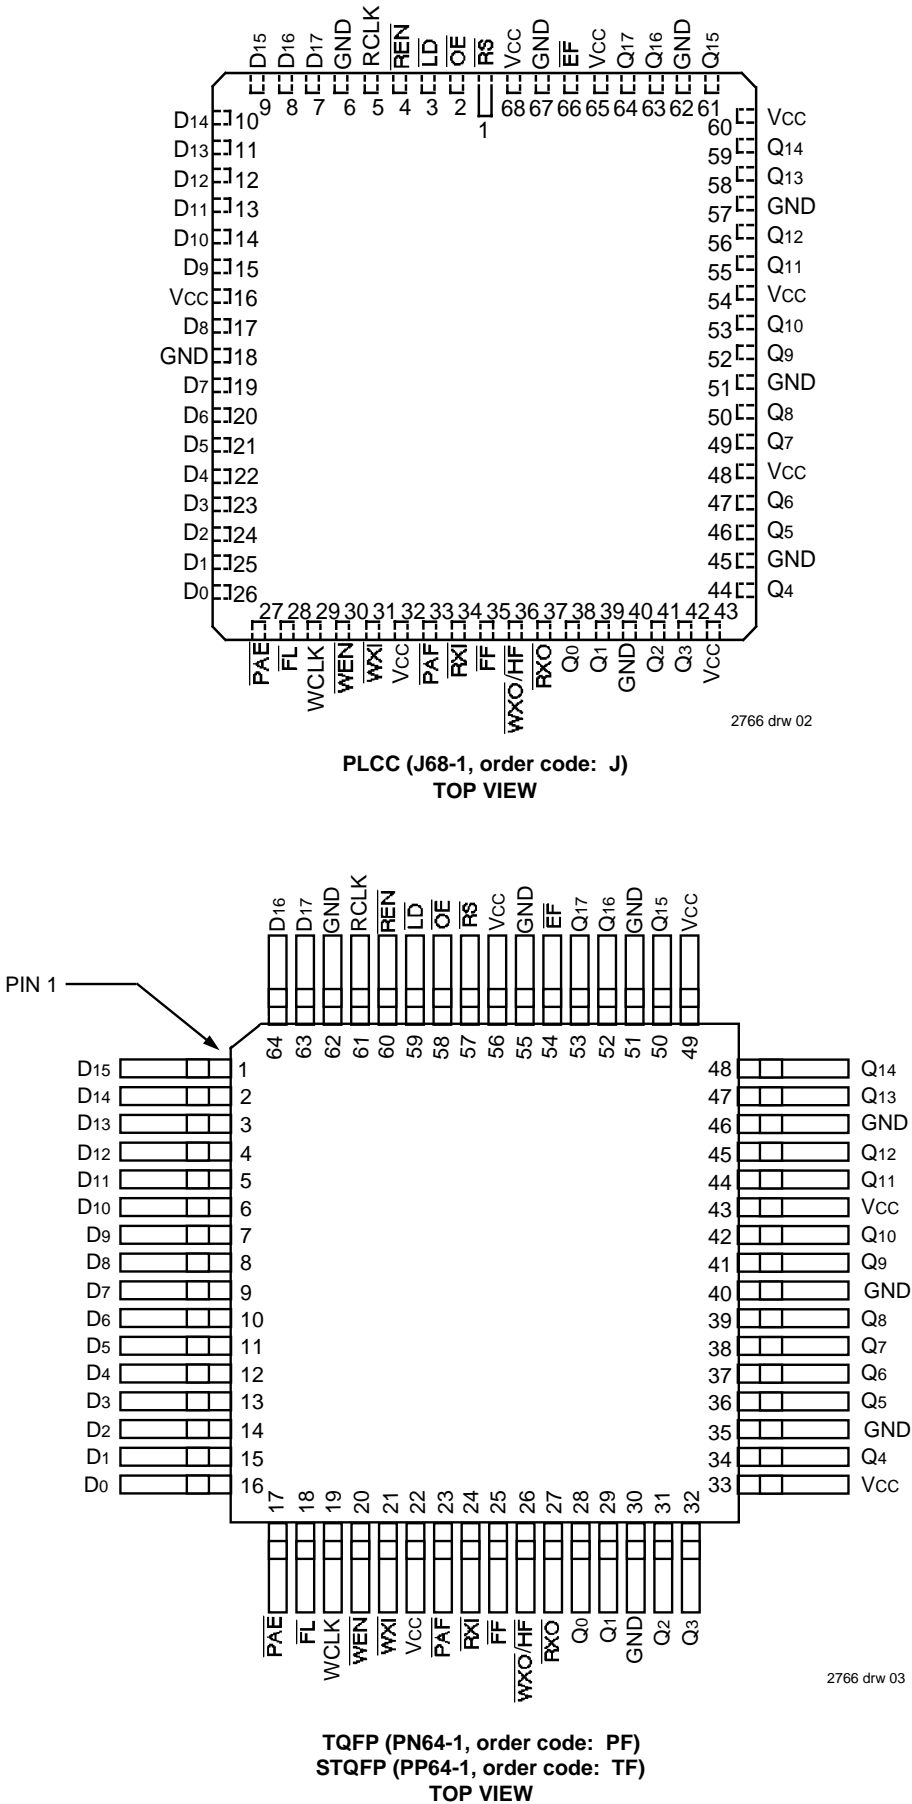 D15 D16 D17 GND RCLK REN LD OE RS VCC GND EF VCC Q17 Q16 GND Q15
9 8 7 6 5 4 3 2 1 68 67 66 65 64 63 62 61
D14 10 60 VCC
D13 11 59 Q14
D12 12 58 Q13
D11 13 57 GND
D10 14 56 Q12
D9 15 55 Q11
VCC 16 54 VCC
D8 17 53 Q10
GND 18 52 Q9
D7 19 51 GND
D6 20 50 Q8
D5 21 49 Q7
D4 22 48 VCC
D3 23 47 Q6
D2 24 46 Q5
D1 25 45 GND
D0 26 44 Q4
27 28 29 30 31 32 33 34 35 36 37 38 39 40 41 42 43
PAE FL WCLK WEN WXI VCC PAF RXI FF WXO/HF RXO Q0 Q1 GND Q2 Q3 VCC
2766 drw 02
PLCC (J68-1, order code: J)
TOP VIEW
D16 D17 GND RCLK REN LD OE RS VCC GND EF Q17 Q16 GND Q15 VCC
PIN 1
64 63 62 61 60 59 58 57 56 55 54 53 52 51 50 49
D15 1 48 Q14
D14 2 47 Q13
D13 3 46 GND
D12 4 45 Q12
D11 5 44 Q11
D10 6 43 VCC
D9 7 42 Q10
D8 8 41 Q9
D7 9 40 GND
D6 10 39 Q8
D5 11 38 Q7
D4 12 37 Q6
D3 13 36 Q5
D2 14 35 GND
D1 15 34 Q4
D0 16 33 VCC
17 18 19 20 21 22 23 24 25 26 27 28 29 30 31 32
PAE FL WCLK WEN WXI VCC PAF RXI FF WXO/HF RXO Q0 Q1 GND Q2 Q3
2766 drw 03
TQFP (PN64-1, order code: PF)
STQFP (PP64-1, order code: TF)
TOP VIEW